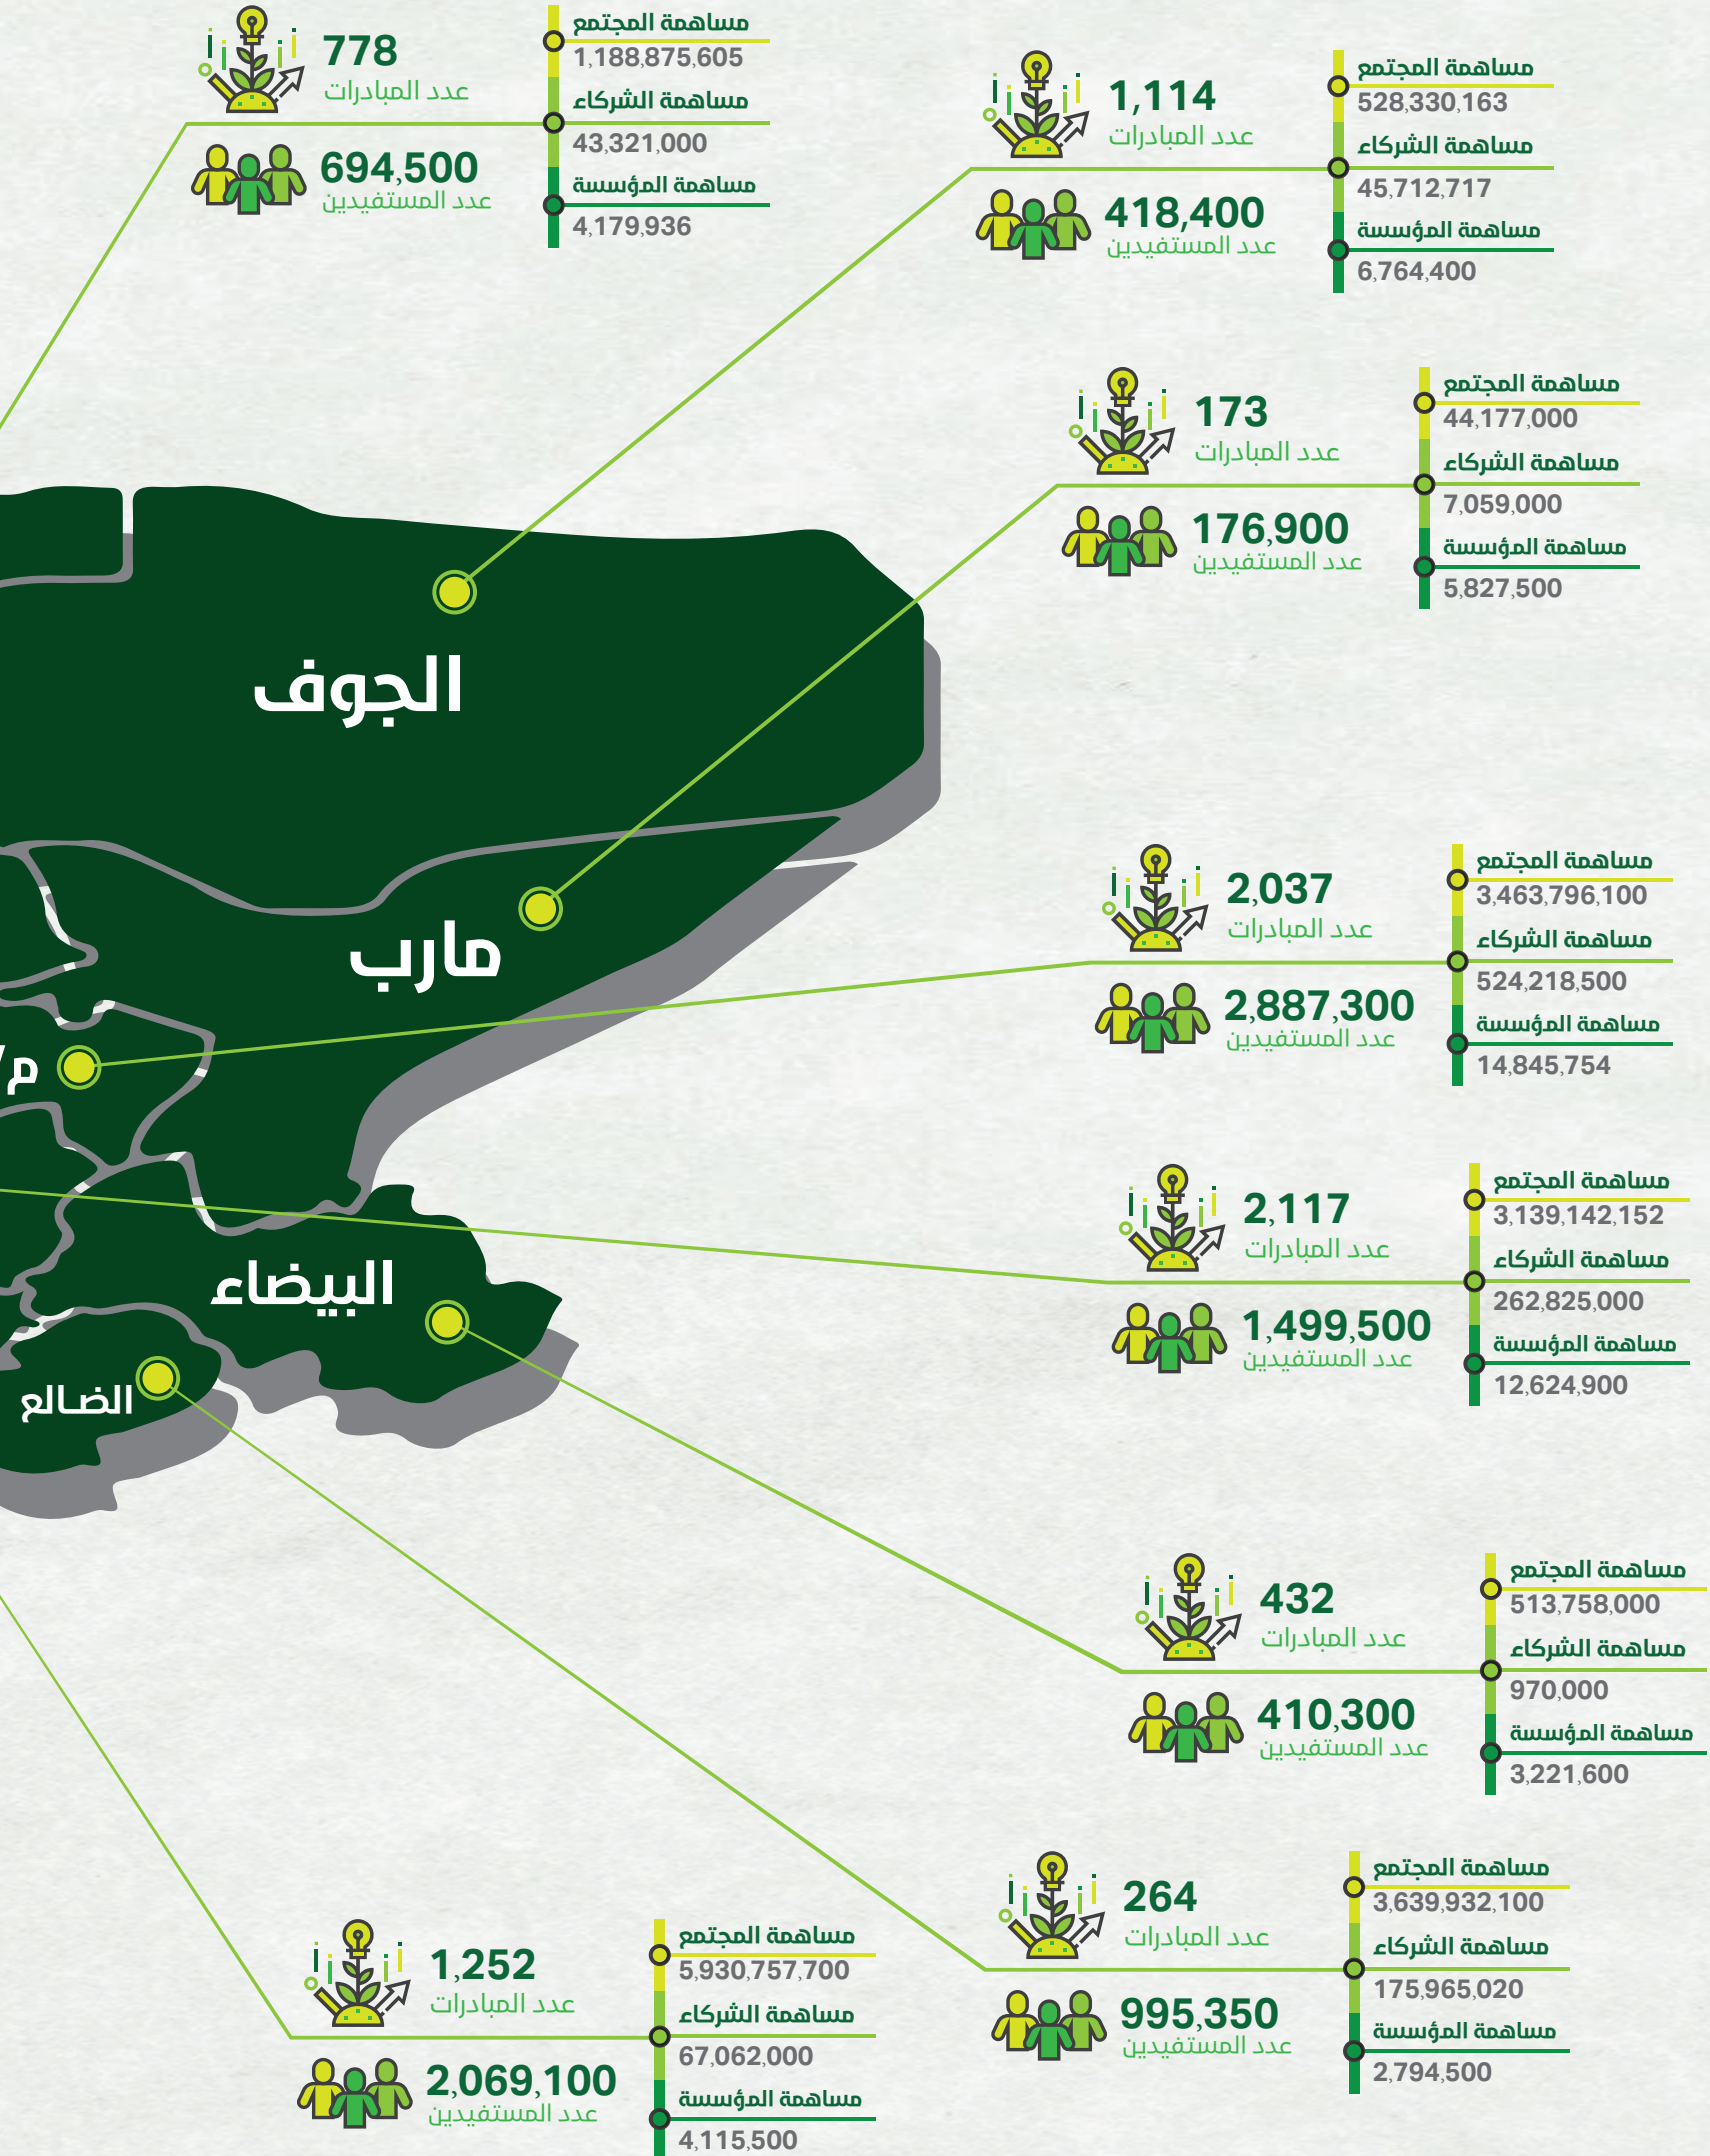 778
عدد المبادرات
694,500
عدد المستفيدين
مساهمة المجتمع
1,188,875,605
مساهمة الشركاء
43,321,000
مساهمة المؤسسة
4,179,936
1,114
عدد المبادرات
418,400
عدد المستفيدين
مساهمة المجتمع
528,330,163
مساهمة الشركاء
45,712,717
مساهمة المؤسسة
6,764,400
173
عدد المبادرات
176,900
عدد المستفيدين
مساهمة المجتمع
44,177,000
مساهمة الشركاء
7,059,000
مساهمة المؤسسة
5,827,500
الجوف
مارب
2,037
عدد المبادرات
2,887,300
عدد المستفيدين
مساهمة المجتمع
3,463,796,100
مساهمة الشركاء
524,218,500
مساهمة المؤسسة
14,845,754
م/
2,117
عدد المبادرات
1,499,500
عدد المستفيدين
مساهمة المجتمع
3,139,142,152
مساهمة الشركاء
262,825,000
مساهمة المؤسسة
12,624,900
البيضاء
الضالع
432
عدد المبادرات
410,300
عدد المستفيدين
مساهمة المجتمع
513,758,000
مساهمة الشركاء
970,000
مساهمة المؤسسة
3,221,600
264
عدد المبادرات
995,350
عدد المستفيدين
مساهمة المجتمع
3,639,932,100
مساهمة الشركاء
175,965,020
مساهمة المؤسسة
2,794,500
1,252
عدد المبادرات
2,069,100
عدد المستفيدين
مساهمة المجتمع
5,930,757,700
مساهمة الشركاء
67,062,000
مساهمة المؤسسة
4,115,500